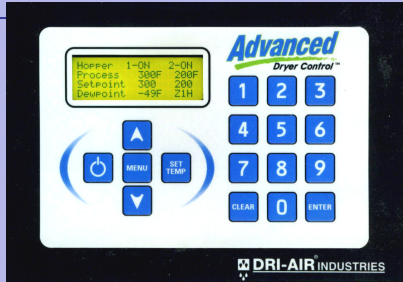 Advanced
Dryer Control™
Hopper 1-ON 2-ON
Process 300F 200F
Setpoint 300 200
Dewpoint -49F Z1H
1 2 3
4 5 6
MENU
SET
TEMP
7 8 9
CLEAR 0 ENTER
DRI-AIR® INDUSTRIES